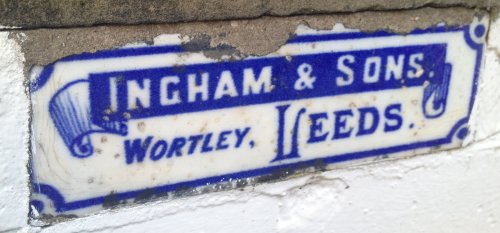 INGHAM & SONS.
WORTLEY, LEEDS.